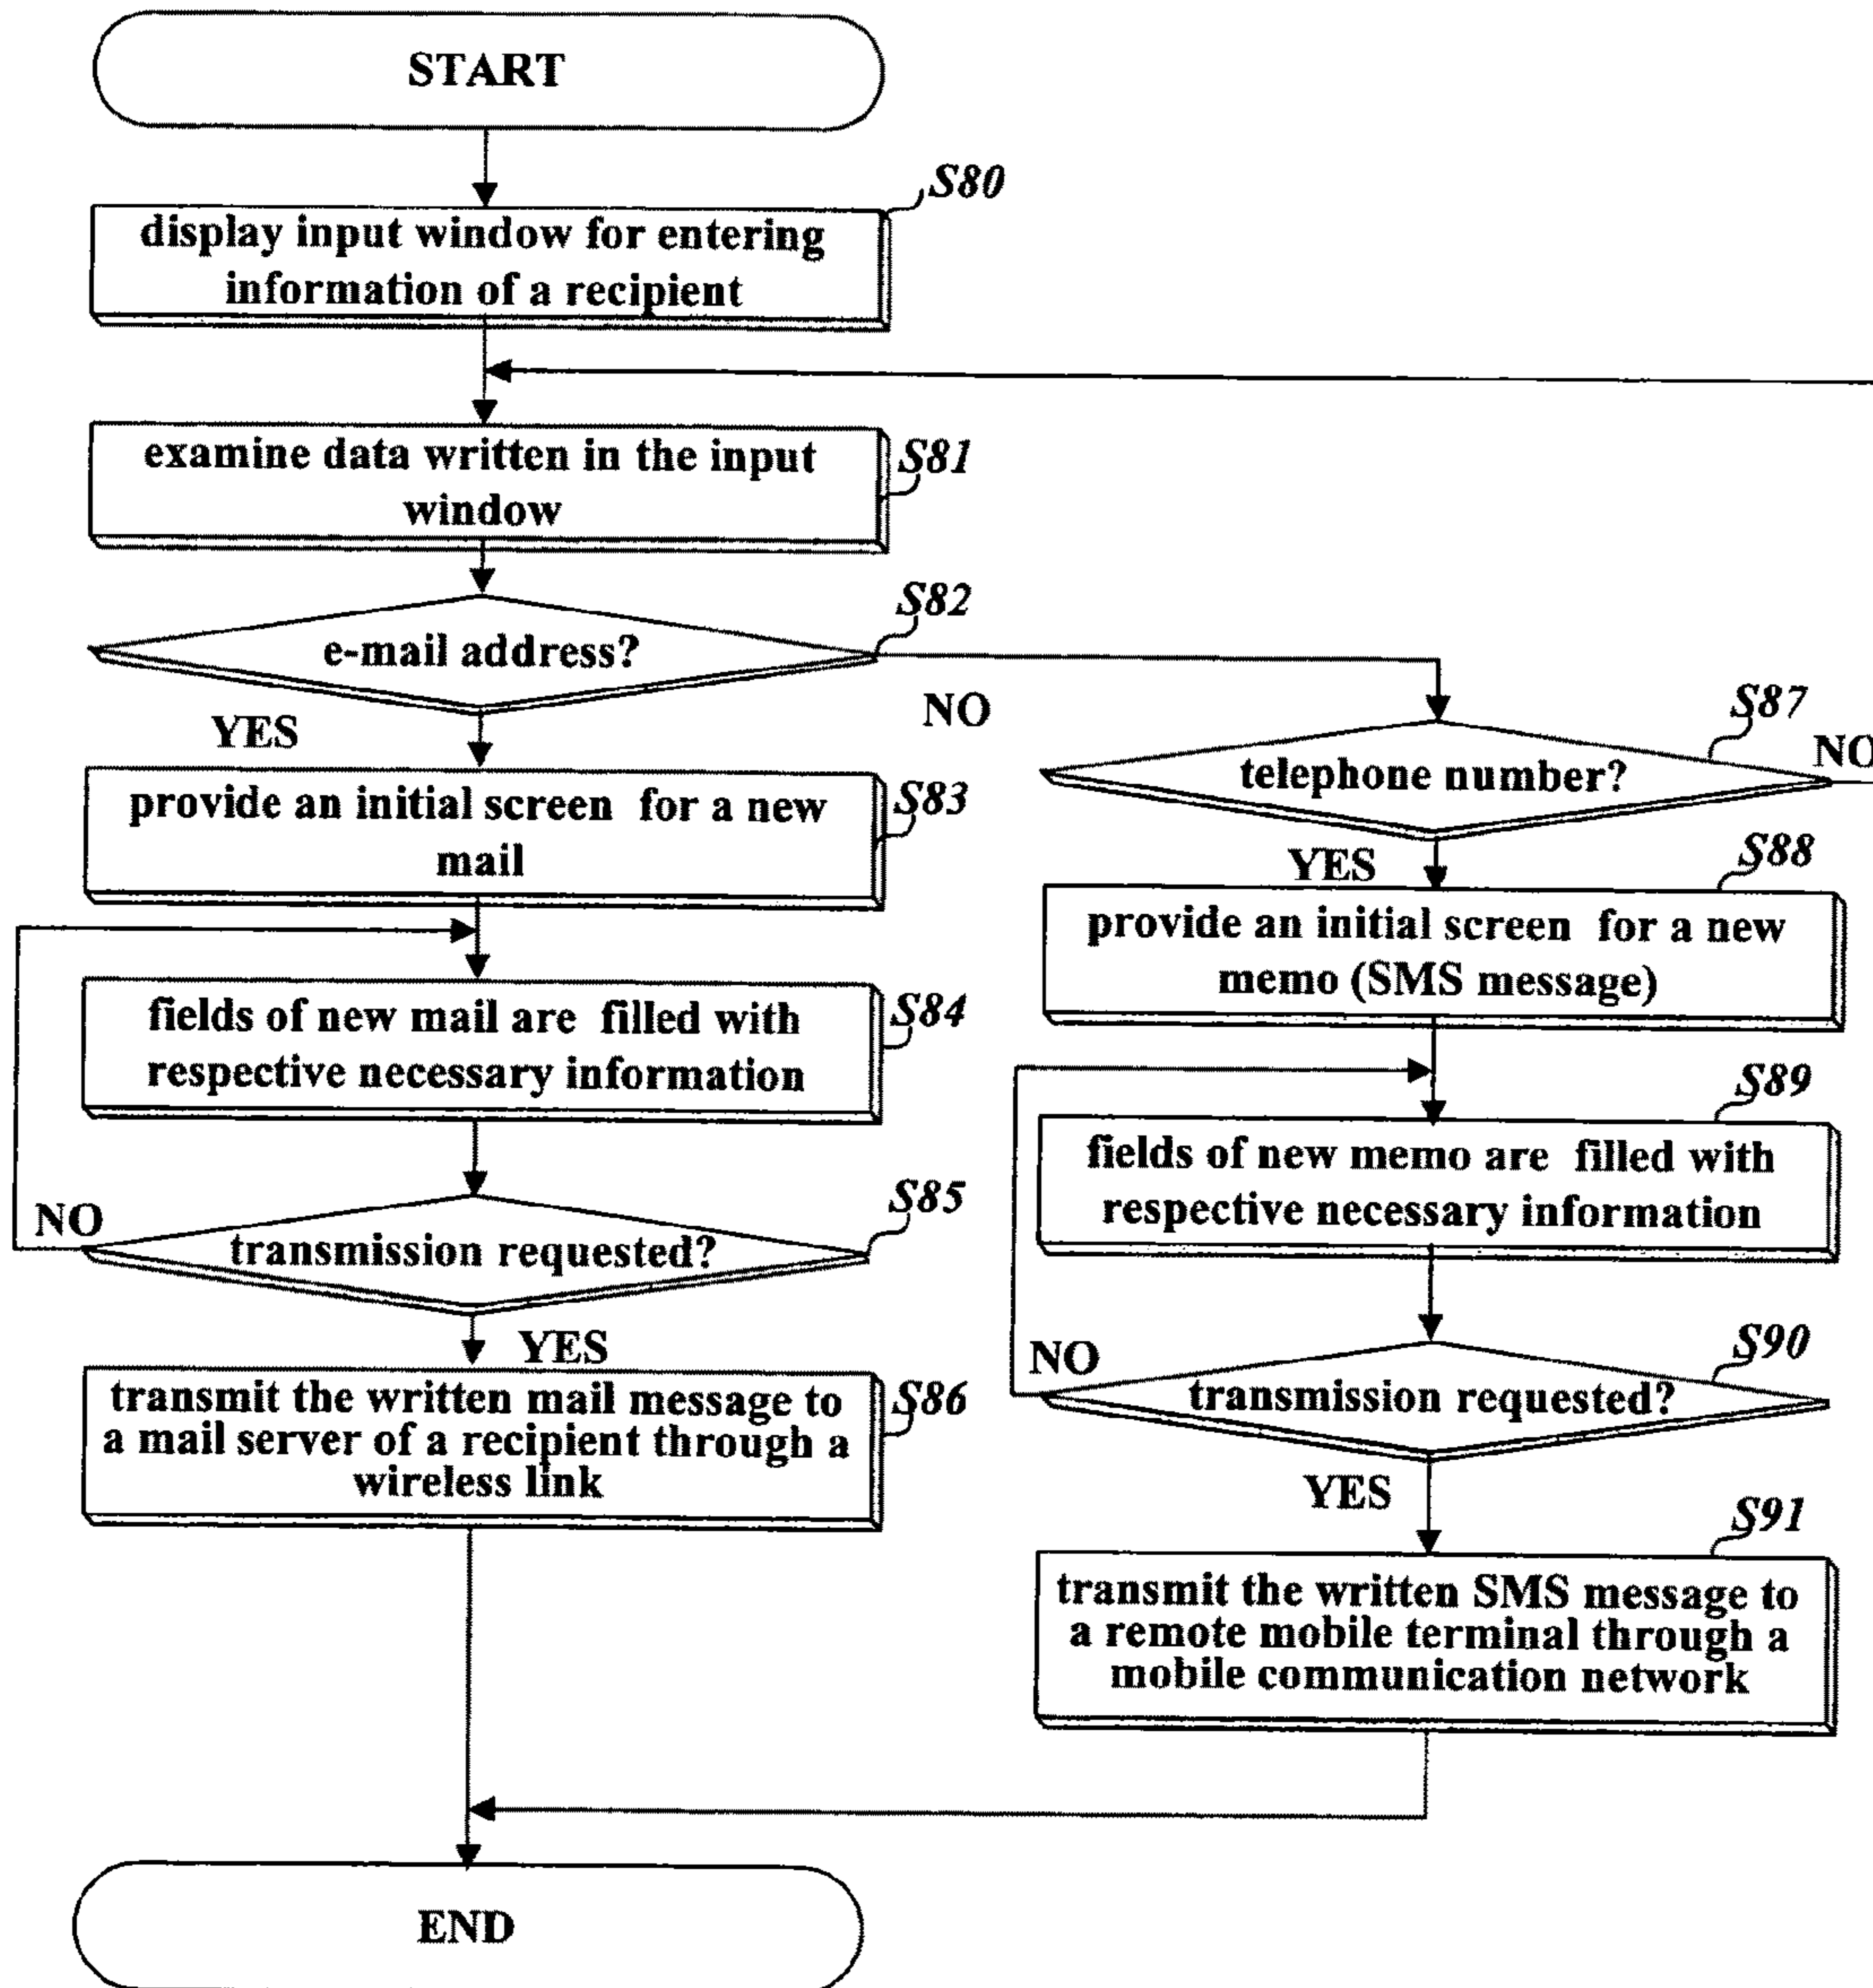 START
S80
display input window for entering
information of a recipient
examine data written in the input
window
S81
e-mail address?
S82
YES
NO
provide an initial screen for a new
mail
S83
fields of new mail are filled with
respective necessary information
S84
NO
transmission requested?
S85
YES
transmit the written mail message to
a mail server of a recipient through a
wireless link
S86
telephone number?
S87
NO
YES
S88
provide an initial screen for a new
memo (SMS message)
S89
fields of new memo are filled with
respective necessary information
NO
transmission requested?
S90
YES
S91
transmit the written SMS message to
a remote mobile terminal through a
mobile communication network
END